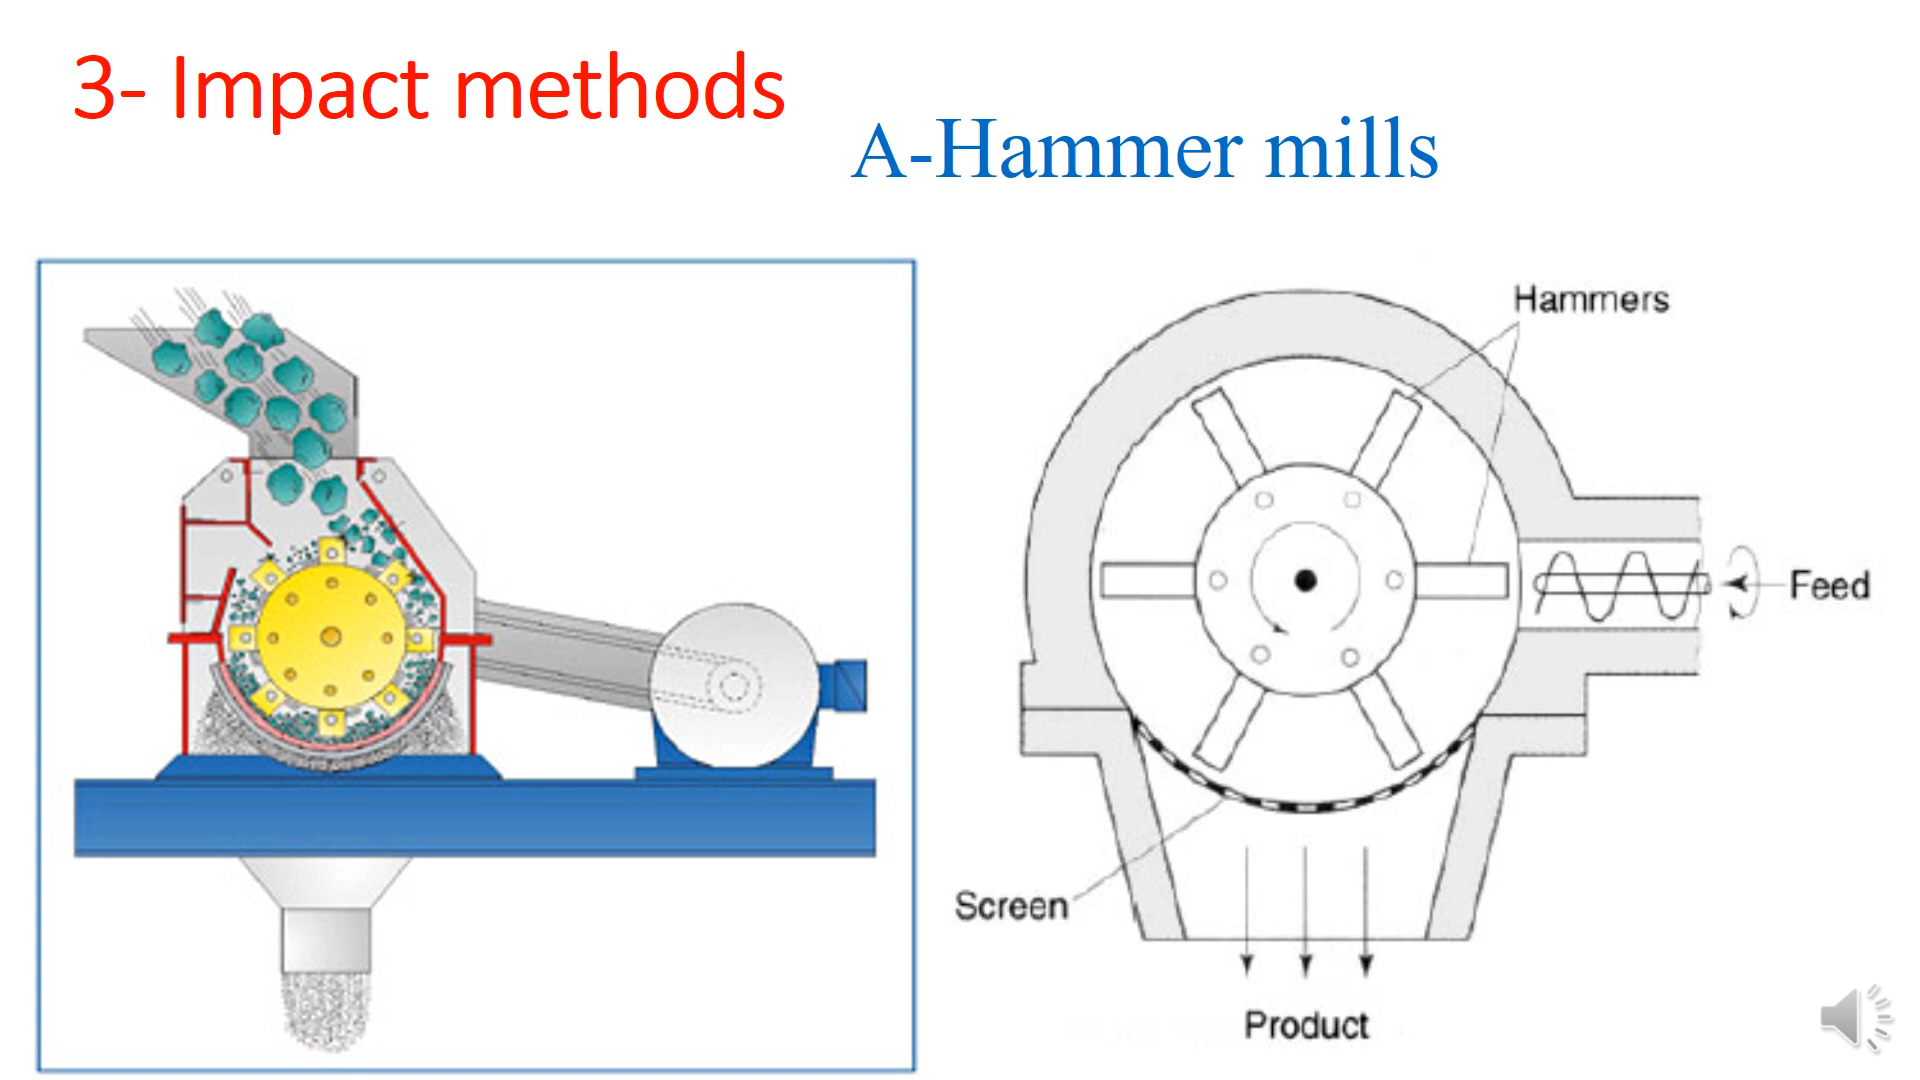 3- Impact methods
A-Hammer mills
Hammers
Feed
Screen
Product